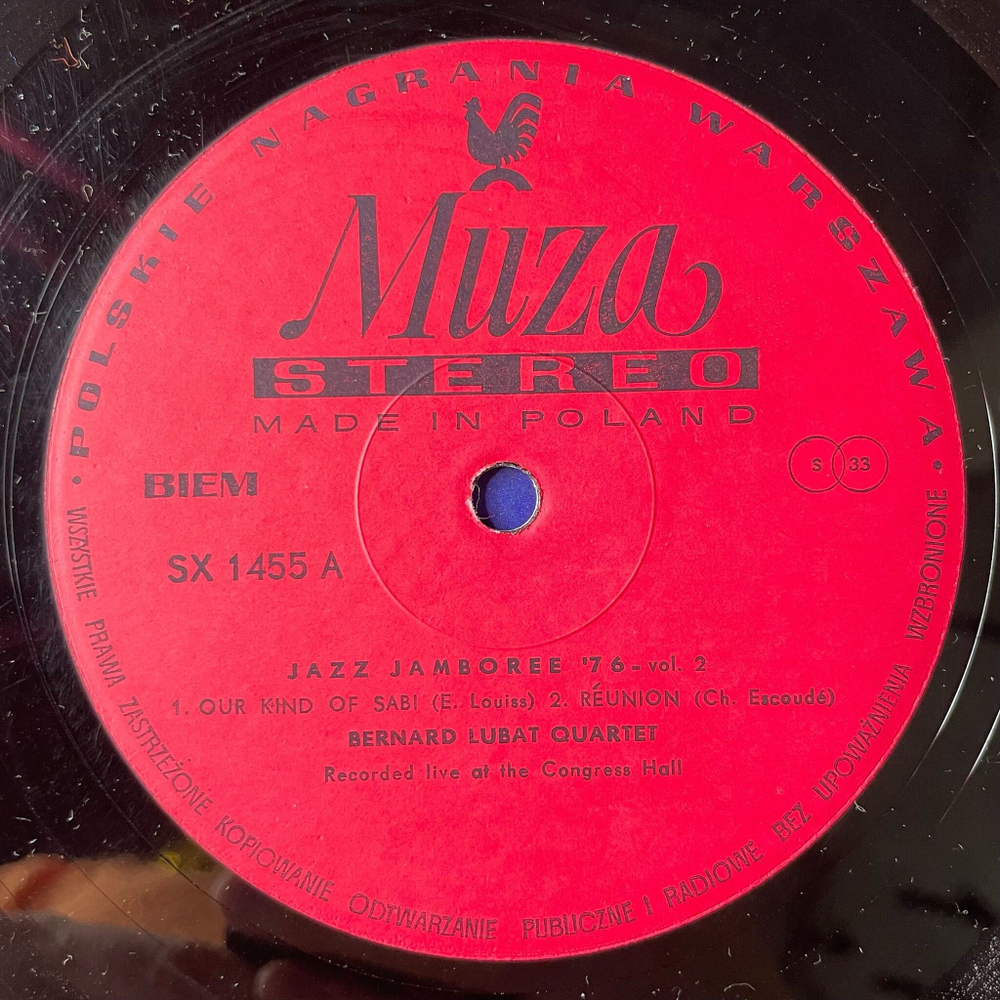 POLSKIE NAGRANIA WARSZAWA
Muza
STEREO
MADE IN POLAND
BIEM
S 33
SX 1455 A
JAZZ JAMBOREE '76 - vol. 2
1. OUR KIND OF SABI (E. Louiss) 2. RÉUNION (Ch. Escoudé)
BERNARD LUBAT QUARTET
Recorded live at the Congress Hall
• WSZYSTKIE PRAWA ZASTRZEŻONE KOPIOWANIE ODTWARZANIE PUBLICZNE I RADIOWE BEZ UPOWAŻNIENIA WZBRONIONE •